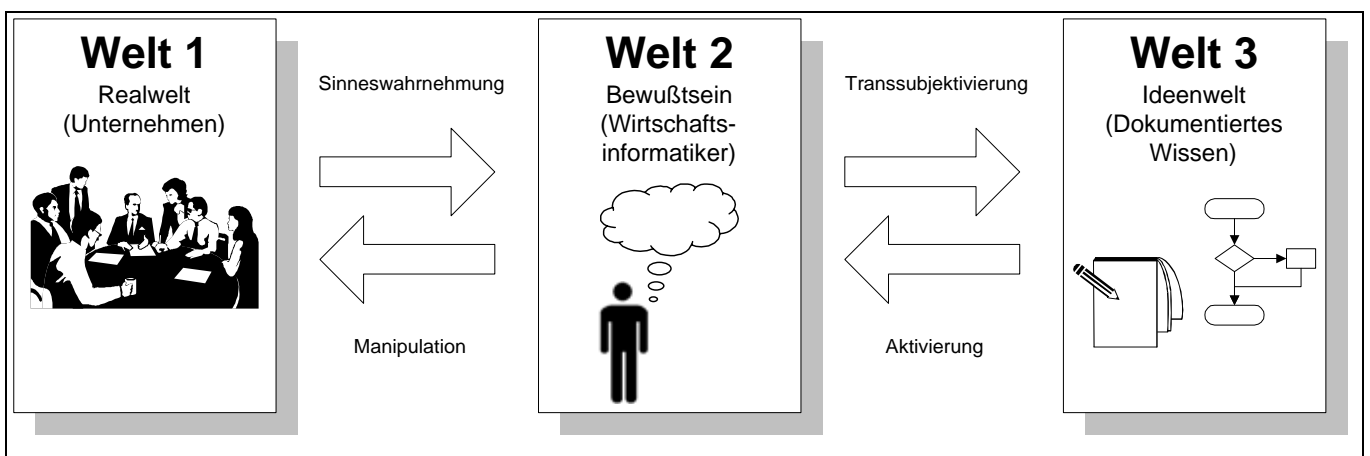 Welt 1
Realwelt
(Unternehmen)
Sinneswahrnehmung
Manipulation
Welt 2
Bewußtsein
(Wirtschafts-
informatiker)
Transsubjektivierung
Aktivierung
Welt 3
Ideenwelt
(Dokumentiertes
Wissen)